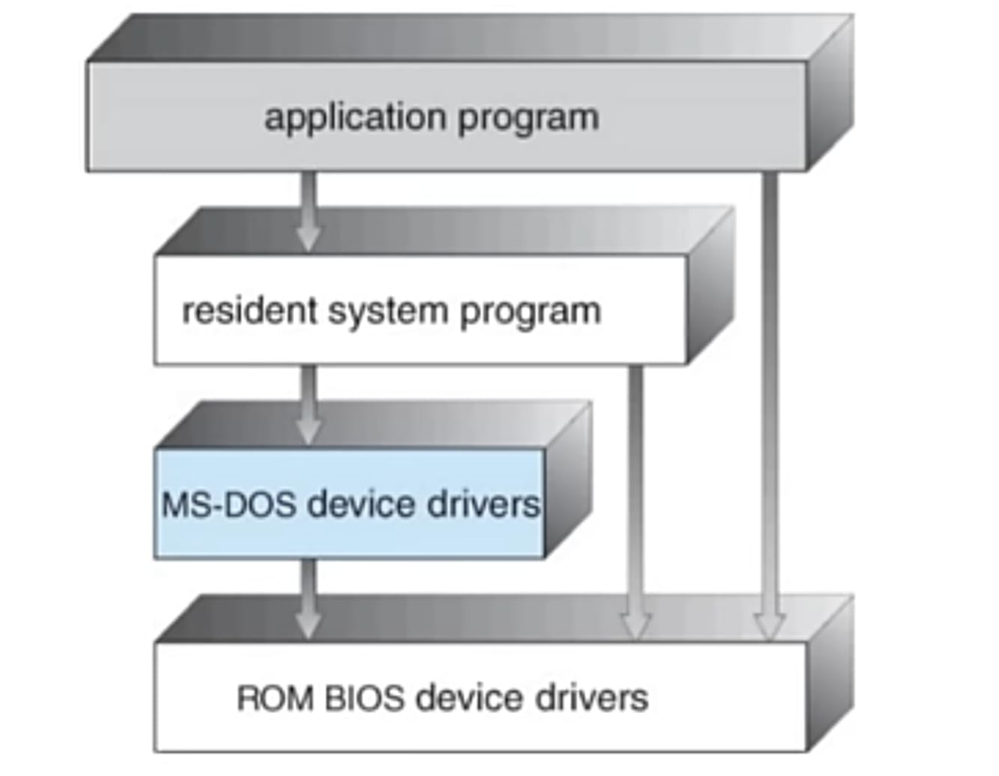 application program
resident system program
MS-DOS device drivers
ROM BIOS device drivers